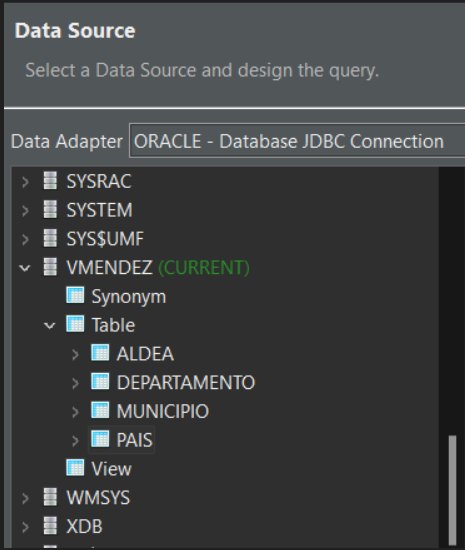 Data Source
Select a Data Source and design the query.
Data Adapter ORACLE - Database JDBC Connection
SYSRAC
SYSTEM
SYS$UMF
VMENDEZ (CURRENT)
Synonym
Table
ALDEA
DEPARTAMENTO
MUNICIPIO
PAIS
View
WMSYS
XDB